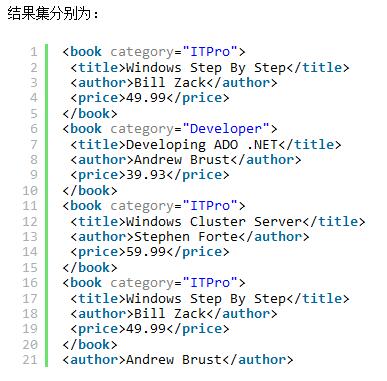 结果集分别为：
1 <book category="ITPro">
2 <title>Windows Step By Step</title>
3 <author>Bill Zack</author>
4 <price>49.99</price>
5 </book>
6 <book category="Developer">
7 <title>Developing ADO .NET</title>
8 <author>Andrew Brust</author>
9 <price>39.93</price>
10 </book>
11 <book category="ITPro">
12 <title>Windows Cluster Server</title>
13 <author>Stephen Forte</author>
14 <price>59.99</price>
15 </book>
16 <book category="ITPro">
17 <title>Windows Step By Step</title>
18 <author>Bill Zack</author>
19 <price>49.99</price>
20 </book>
21 <author>Andrew Brust</author>